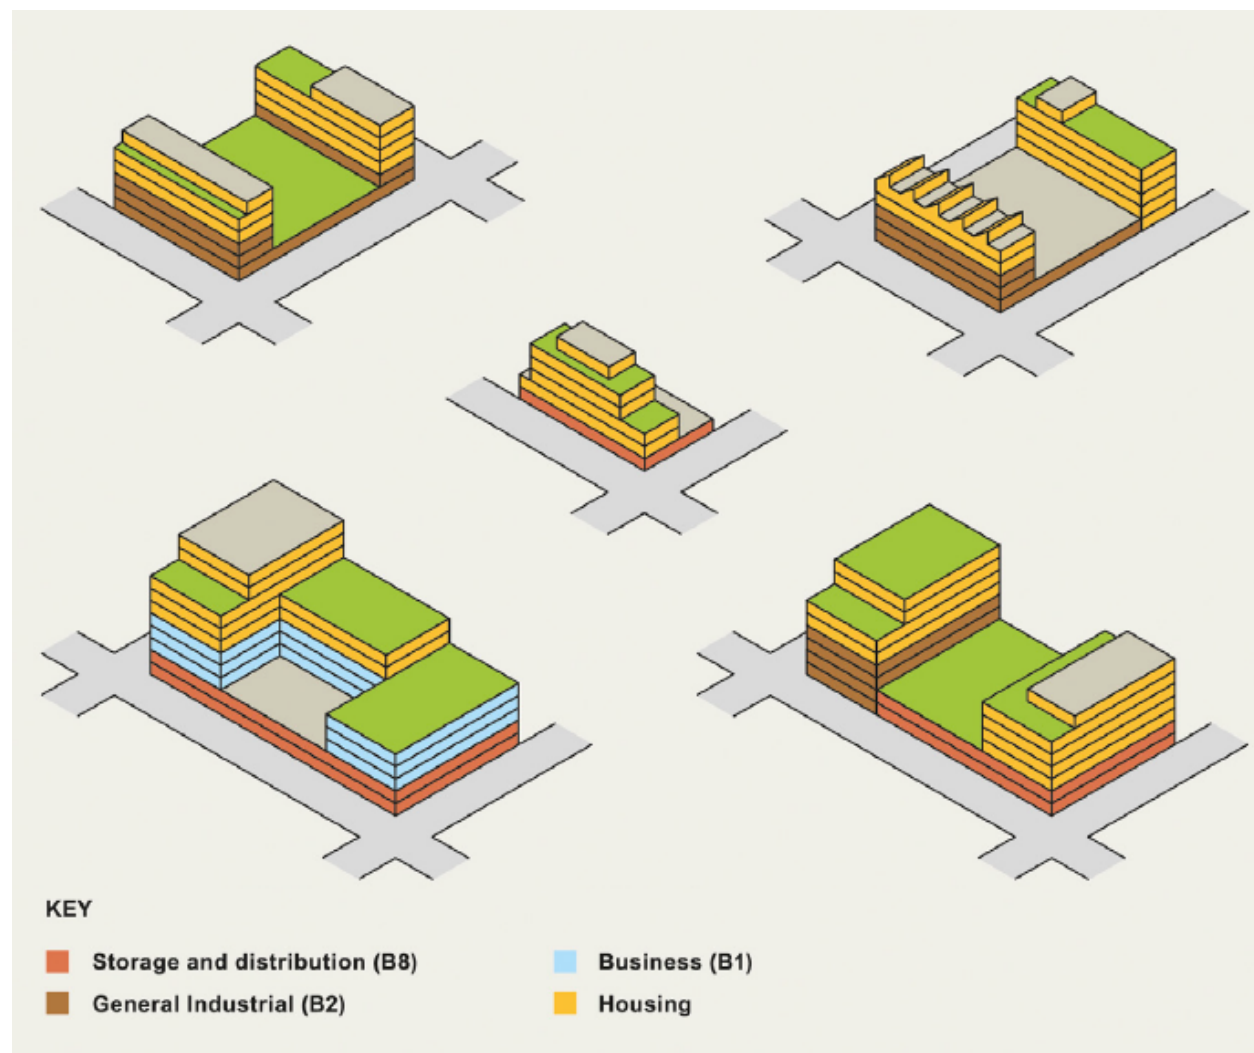 KEY
Storage and distribution (B8)
Business (B1)
General Industrial (B2)
Housing